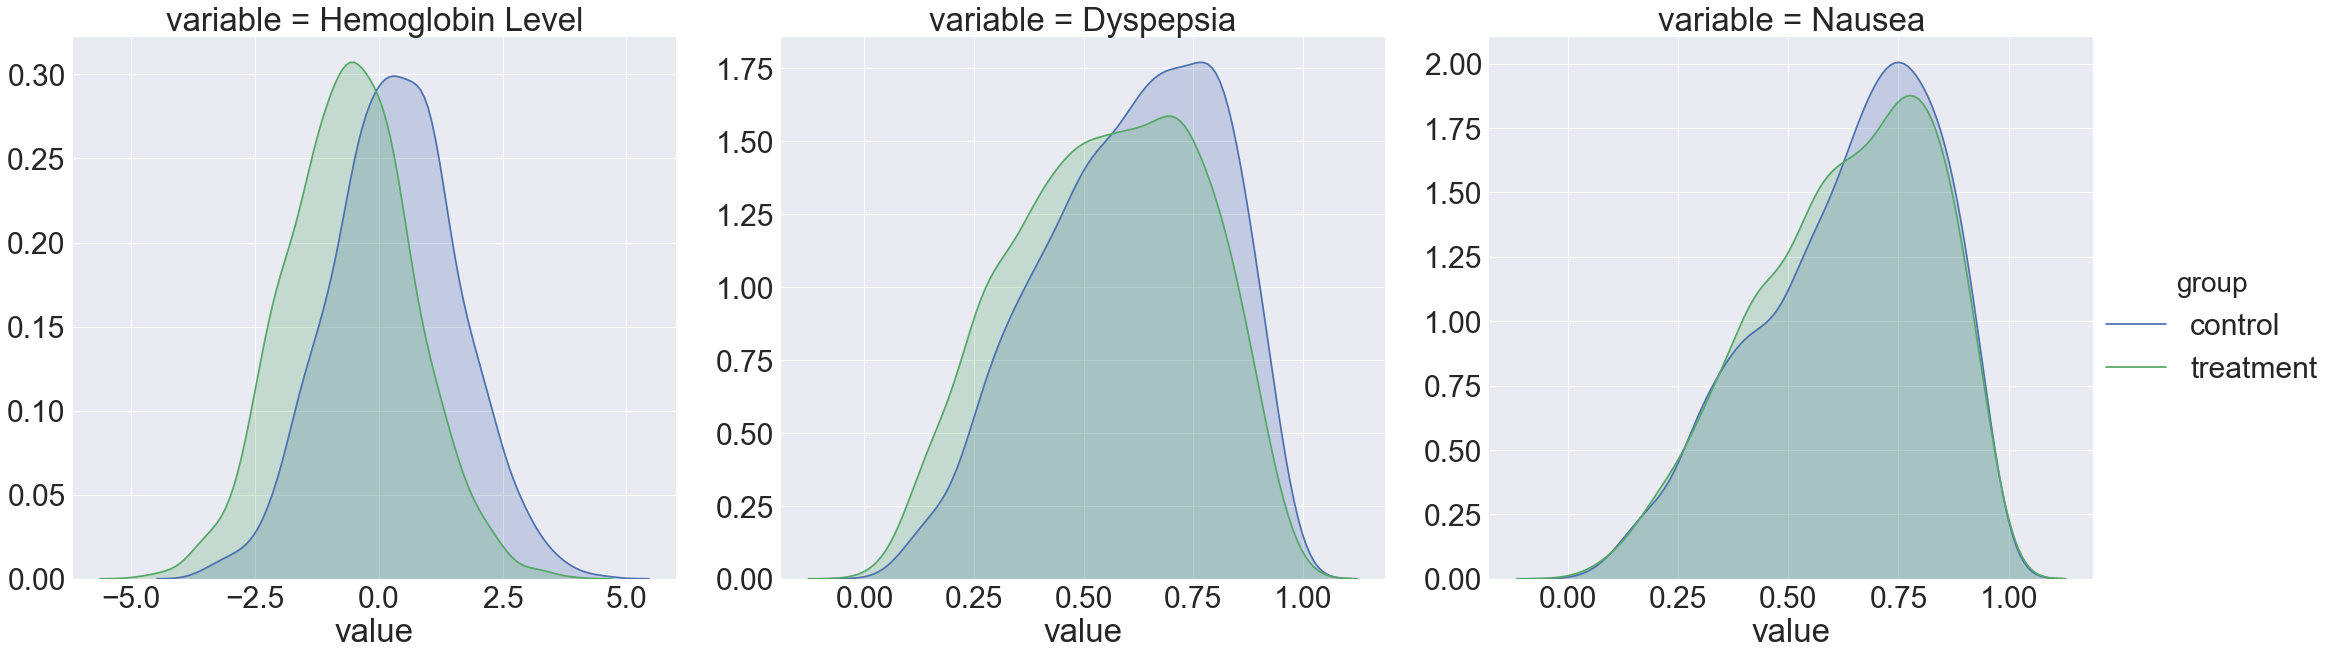 variable = Hemoglobin Level
0.30
0.25
0.20
0.15
0.10
0.05
0.00
−5.0 −2.5 0.0 2.5 5.0
value
variable = Dyspepsia
1.75
1.50
1.25
1.00
0.75
0.50
0.25
0.00
0.00 0.25 0.50 0.75 1.00
value
variable = Nausea
2.00
1.75
1.50
1.25
1.00
0.75
0.50
0.25
0.00
0.00 0.25 0.50 0.75 1.00
value
group
control
treatment